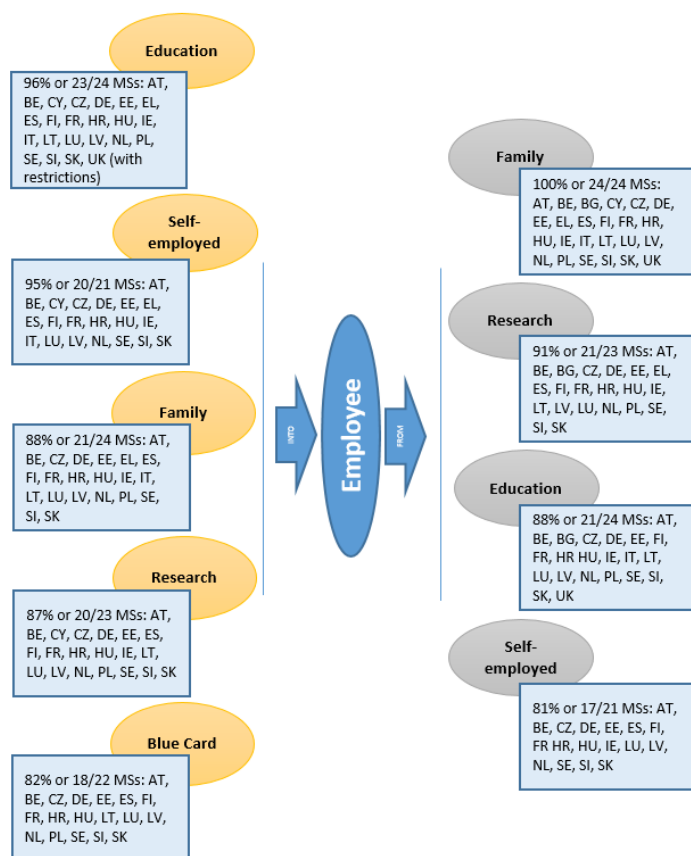 Education
96% or 23/24 MSs: AT,
BE, CY, CZ, DE, EE, EL,
ES, FI, FR, HR, HU, IE,
IT, LT, LU, LV, NL, PL,
SE, SI, SK, UK (with
restrictions)
Self-
employed
95% or 20/21 MSs: AT,
BE, CY, CZ, DE, EE, EL,
ES, FI, FR, HR, HU, IE,
IT, LU, LV, NL, SE, SI, SK
Family
88% or 21/24 MSs: AT,
BE, CZ, DE, EE, EL, ES,
FI, FR, HR, HU, IE, IT,
LT, LU, LV, NL, PL, SE,
SI, SK
Research
87% or 20/23 MSs: AT,
BE, CY, CZ, DE, EE, ES,
FI, FR, HR, HU, IE, LT,
LU, LV, NL, PL, SE, SI, SK
Blue Card
82% or 18/22 MSs: AT,
BE, CZ, DE, EE, ES, FI,
FR, HR, HU, LT, LU, LV,
NL, PL, SE, SI, SK
INTO
Employee
FROM
Family
100% or 24/24 MSs:
AT, BE, BG, CY, CZ, DE,
EE, EL, ES, FI, FR, HR,
HU, IE, IT, LT, LU, LV,
NL, PL, SE, SI, SK, UK
Research
91% or 21/23 MSs: AT,
BE, BG, CZ, DE, EE, EL,
ES, FI, FR, HR, HU, IE,
LT, LV, LU, NL, PL, SE,
SI, SK
Education
88% or 21/24 MSs: AT,
BE, BG, CZ, DE, EE, FI,
FR, HR HU, IE, IT, LT,
LU, LV, NL, PL, SE, SI,
SK, UK
Self-
employed
81% or 17/21 MSs: AT,
BE, CZ, DE, EE, ES, FI,
FR HR, HU, IE, LU, LV,
NL, SE, SI, SK